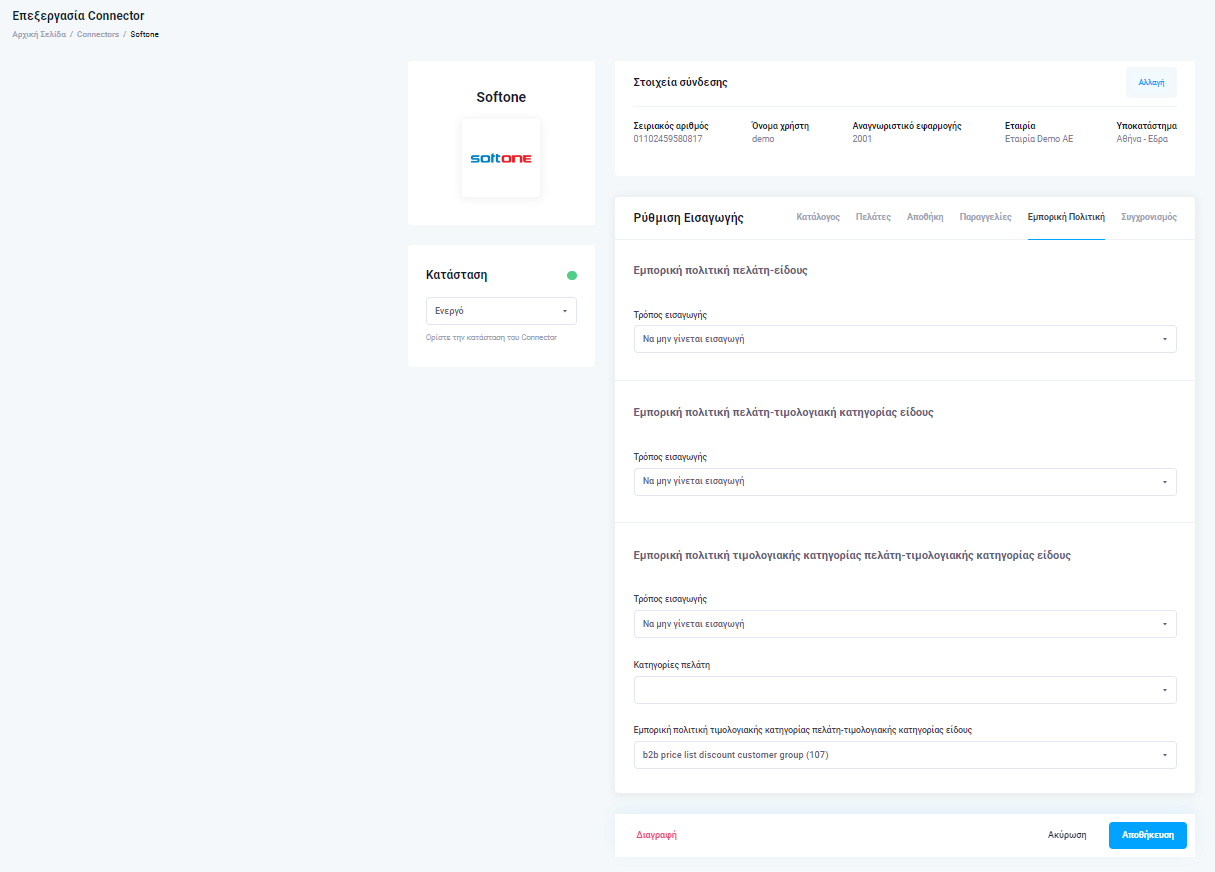 Επεξεργασία Connector
Αρχική Σελίδα / Connectors / Softone
Softone
softone
Κατάσταση
Ενεργό
Ορίστε την κατάσταση του Connector
Στοιχεία σύνδεσης
Αλλαγή
Σειριακός αριθμός Όνομα χρήστη Αναγνωριστικό εφαρμογής Εταιρία Υποκατάστημα
01102459580817 demo 2001 Εταιρία Demo AE Αθήνα - Εδρα
Ρύθμιση Εισαγωγής Κατάλογος Πελάτες Αποθήκη Παραγγελίες Εμπορική Πολιτική Συγχρονισμός
Εμπορική πολιτική πελάτη-είδους
Τρόπος εισαγωγής
Να μην γίνεται εισαγωγή
Εμπορική πολιτική πελάτη-τιμολογιακή κατηγορίας είδους
Τρόπος εισαγωγής
Να μην γίνεται εισαγωγή
Εμπορική πολιτική τιμολογιακής κατηγορίας πελάτη-τιμολογιακής κατηγορίας είδους
Τρόπος εισαγωγής
Να μην γίνεται εισαγωγή
Κατηγορίες πελάτη
Εμπορική πολιτική τιμολογιακής κατηγορίας πελάτη-τιμολογιακής κατηγορίας είδους
b2b price list discount customer group (107)
Διαγραφή Ακύρωση Αποθήκευση